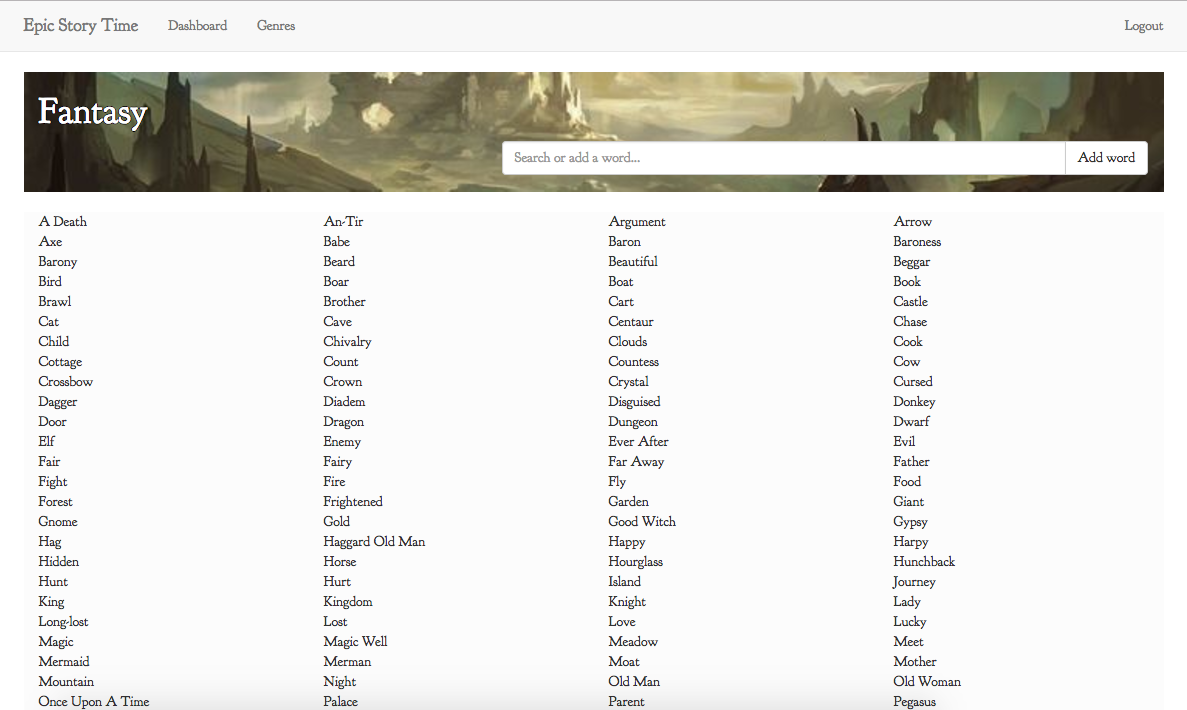 Epic Story Time Dashboard Genres Logout
Fantasy
Search or add a word... Add word
A Death An-Tir Argument Arrow
Axe Babe Baron Baroness
Barony Beard Beautiful Beggar
Bird Boar Boat Book
Brawl Brother Cart Castle
Cat Cave Centaur Chase
Child Chivalry Clouds Cook
Cottage Count Countess Cow
Crossbow Crown Crystal Cursed
Dagger Diadem Disguised Donkey
Door Dragon Dungeon Dwarf
Elf Enemy Ever After Evil
Fair Fairy Far Away Father
Fight Fire Fly Food
Forest Frightened Garden Giant
Gnome Gold Good Witch Gypsy
Hag Haggard Old Man Happy Harpy
Hidden Horse Hourglass Hunchback
Hunt Hurt Island Journey
King Kingdom Knight Lady
Long-lost Lost Love Lucky
Magic Magic Well Meadow Meet
Mermaid Merman Moat Mother
Mountain Night Old Man Old Woman
Once Upon A Time Palace Parent Pegasus